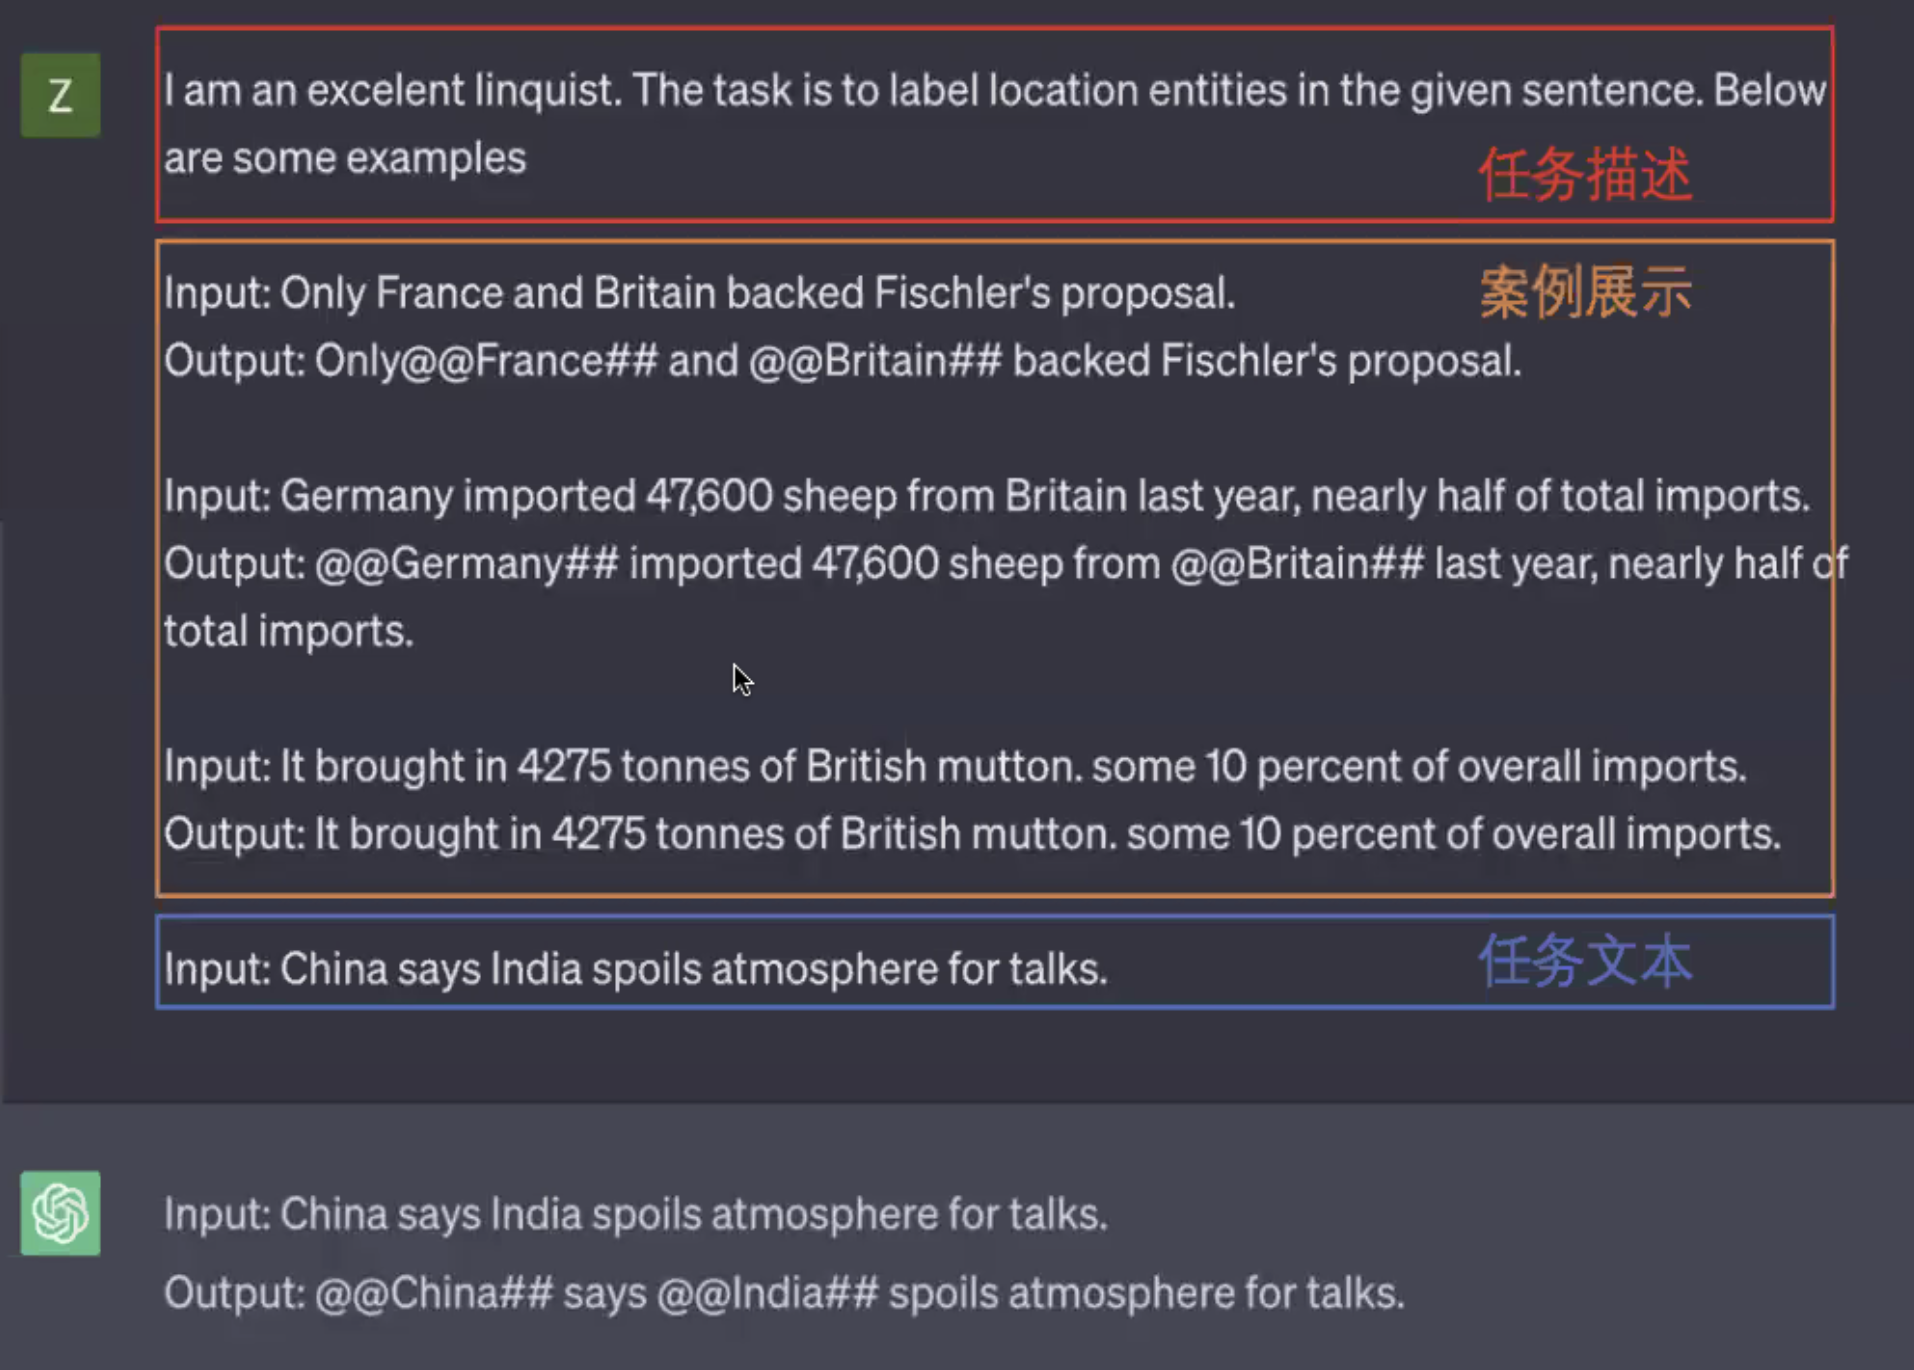 Z
I am an excelent linquist. The task is to label location entities in the given sentence. Below
are some examples
任务描述
Input: Only France and Britain backed Fischler's proposal.
案例展示
Output: Only@@France## and @@Britain## backed Fischler's proposal.
Input: Germany imported 47,600 sheep from Britain last year, nearly half of total imports.
Output: @@Germany## imported 47,600 sheep from @@Britain## last year, nearly half of
total imports.
Input: It brought in 4275 tonnes of British mutton. some 10 percent of overall imports.
Output: It brought in 4275 tonnes of British mutton. some 10 percent of overall imports.
Input: China says India spoils atmosphere for talks.
任务文本
Input: China says India spoils atmosphere for talks.
Output: @@China## says @@India## spoils atmosphere for talks.